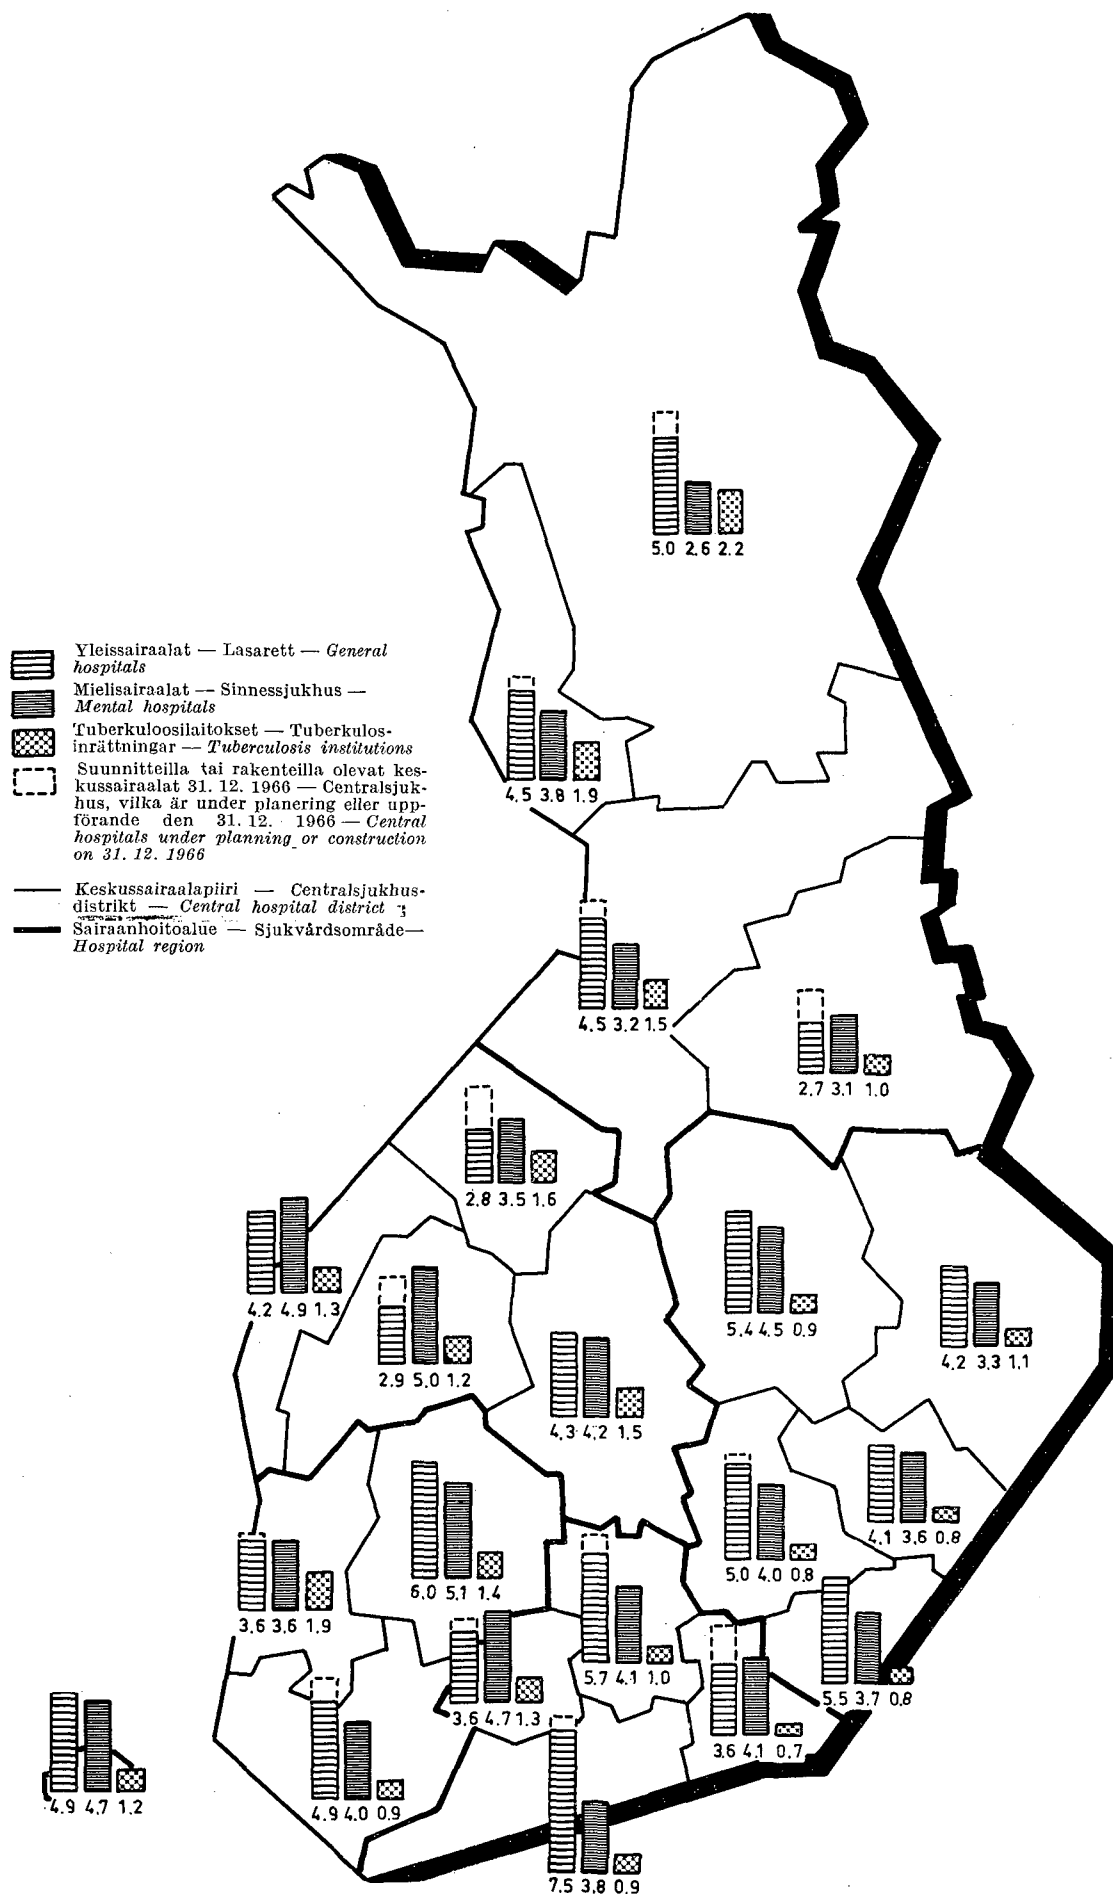 5.0 2.6 2.2
Yleissairaalat — Lasarett — General
hospitals
Mielisairaalat — Sinnessjukhus —
Mental hospitals
Tuberkuloosilaitokset — Tuberkulos-
inrättningar — Tuberculosis institutions
Suunnitteilla tai rakenteilla olevat kes-
kussairaalat 31. 12. 1966 — Centralsjuk-
hus, vilka är under planering eller upp-
förande den 31. 12. 1966 — Central
hospitals under planning or construction
on 31. 12. 1966
Keskussairaalapiiri — Centralsjukhus-
distrikt — Central hospital district
Sairaanhoitoalue — Sjukvårdsområde—
Hospital region
4.5 3.8 1.9
4.5 3.2 1.5
2.7 3.1 1.0
2.8 3.5 1.6
4.2 4.9 1.3
5.4 4.5 0.9
4.2 3.3 1.1
2.9 5.0 1.2
4.3 4.2 1.5
4.1 3.6 0.8
5.0 4.0 0.8
6.0 5.1 1.4
3.6 3.6 1.9
5.7 4.1 1.0
5.5 3.7 0.8
3.6 4.7 1.3
3.6 4.1 0.7
4.9 4.7 1.2
4.9 4.0 0.9
7.5 3.8 0.9